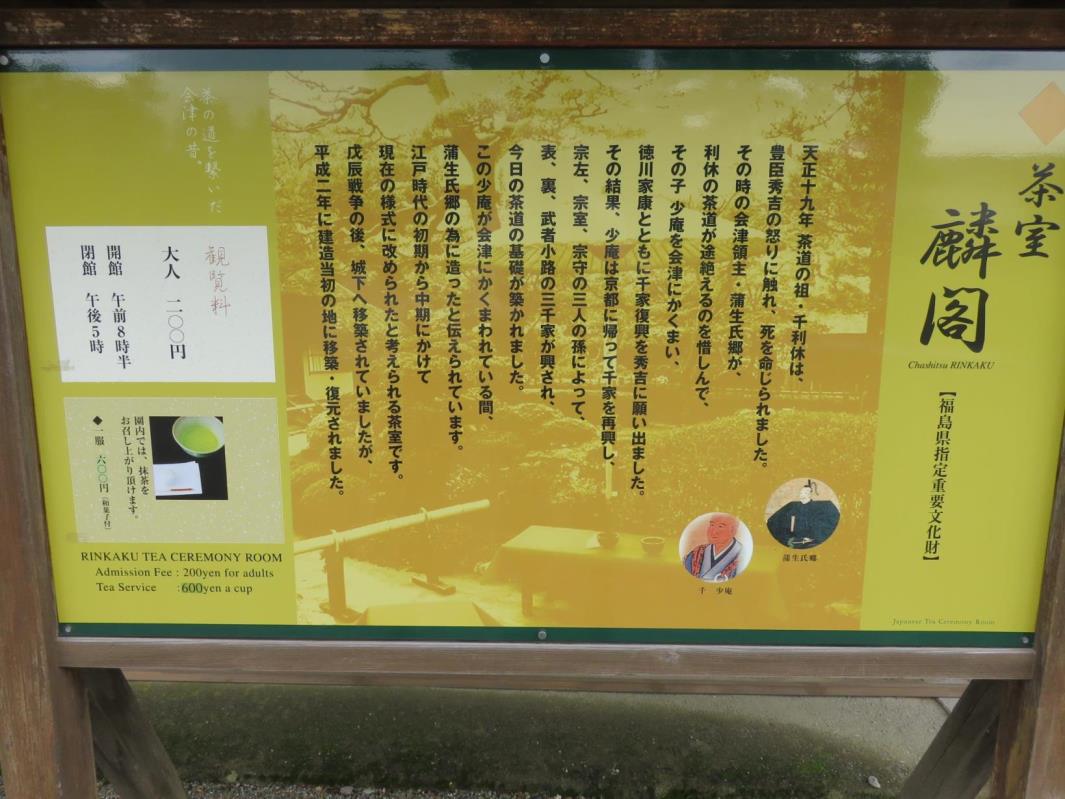 茶室
麟閣
Chashitsu RINKAKU
【福島県指定重要文化財】
Japanese Tea Ceremony Room
天正十九年 茶道の祖・千利休は、
豊臣秀吉の怒りに触れ、死を命じられました。
その時の会津領主・蒲生氏郷が、
利休の茶道が途絶えるのを惜しんで、
その子 少庵を会津にかくまい、
徳川家康とともに千家復興を秀吉に願い出ました。
その結果、少庵は京都に帰って千家を再興し、
宗左、宗室、宗守の三人の孫によって、
表、裏、武者小路の三千家が興され、
今日の茶道の基礎が築かれました。
この少庵が会津にかくまわれている間、
蒲生氏郷の為に造ったと伝えられています。
江戸時代の初期から中期にかけて
現在の様式に改められたと考えられる茶室です。
戊辰戦争の後、城下へ移築されていましたが、
平成二年に建造当初の地に移築・復元されました。
蒲生氏郷
千 少庵
茶の道を繋いだ
会津の昔。
観覧料
大人 二〇〇円
開館 午前8時半
閉館 午後5時
園内では、抹茶を
お召し上がり頂けます。
◆一服 六〇〇円(和菓子付)
RINKAKU TEA CEREMONY ROOM
Admission Fee : 200yen for adults
Tea Service :600yen a cup